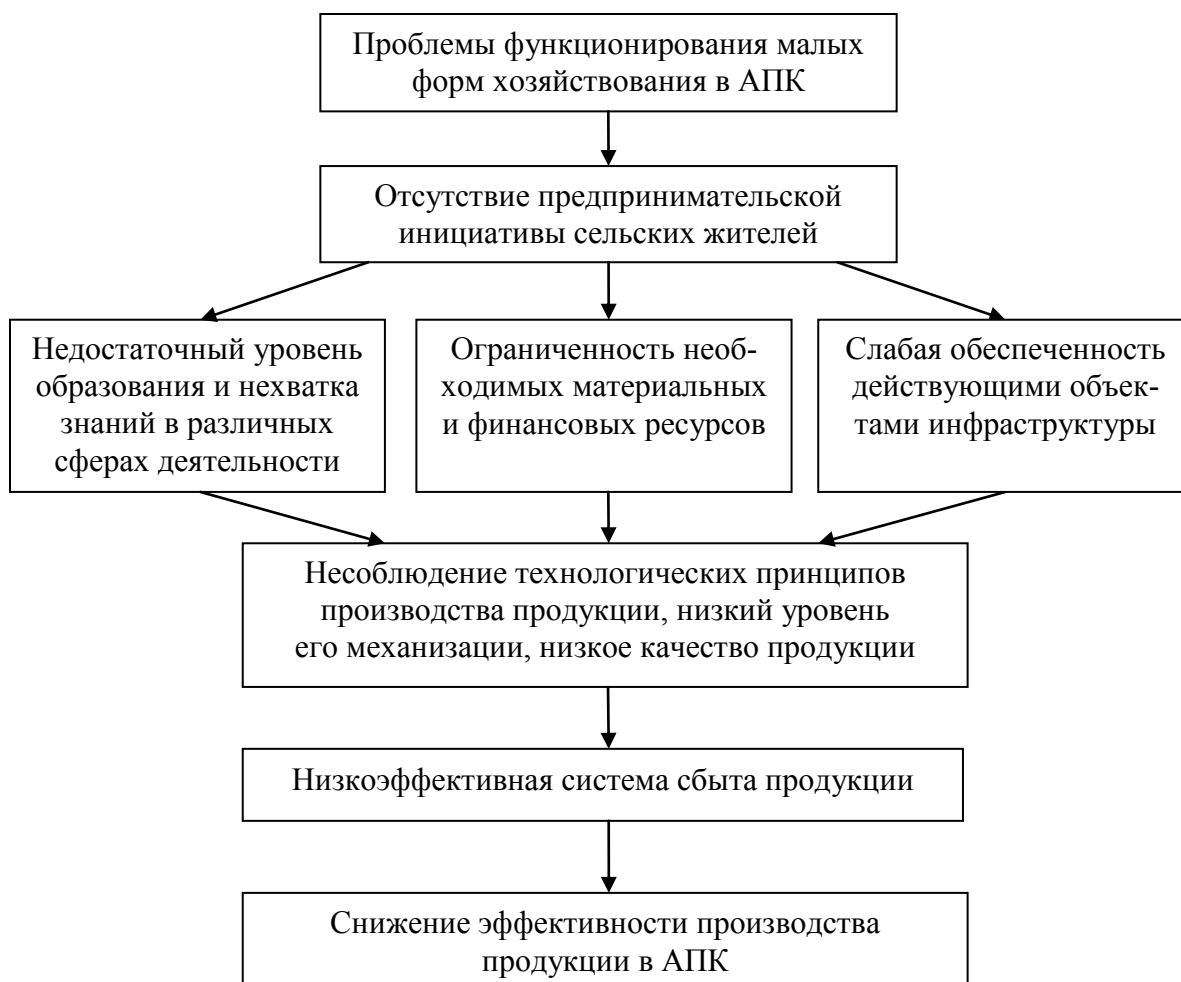 Проблемы функционирования малых
форм хозяйствования в АПК
Отсутствие предпринимательской
инициативы сельских жителей
Недостаточный уровень
образования и нехватка
знаний в различных
сферах деятельности
Ограниченность необ-
ходимых материальных
и финансовых ресурсов
Слабая обеспеченность
действующими объек-
тами инфраструктуры
Несоблюдение технологических принципов
производства продукции, низкий уровень
его механизации, низкое качество продукции
Низкоэффективная система сбыта продукции
Снижение эффективности производства
продукции в АПК